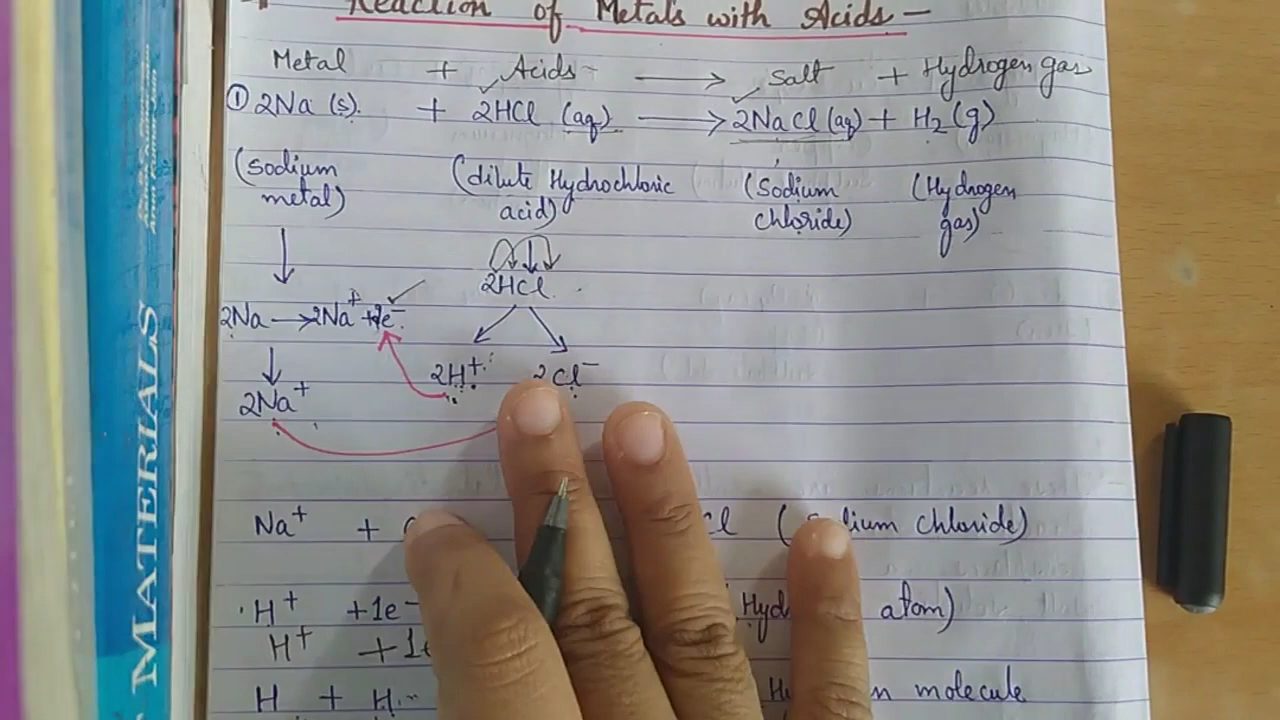 Reaction of Metals with Acids –
Metal + Acids → Salt + Hydrogen gas
① 2Na (s) + 2HCl (aq) → 2NaCl (aq) + H₂ (g)
(sodium metal) (dilute Hydrochloric acid) (Sodium chloride) (Hydrogen gas)
2HCl
2Na → 2Na⁺ + e⁻
2H⁺ 2Cl⁻
2Na⁺
Na⁺ + Cl (Sodium chloride)
H⁺ + 1e⁻ atom)
H⁺ + 1e
H + H molecule
MATERIALS